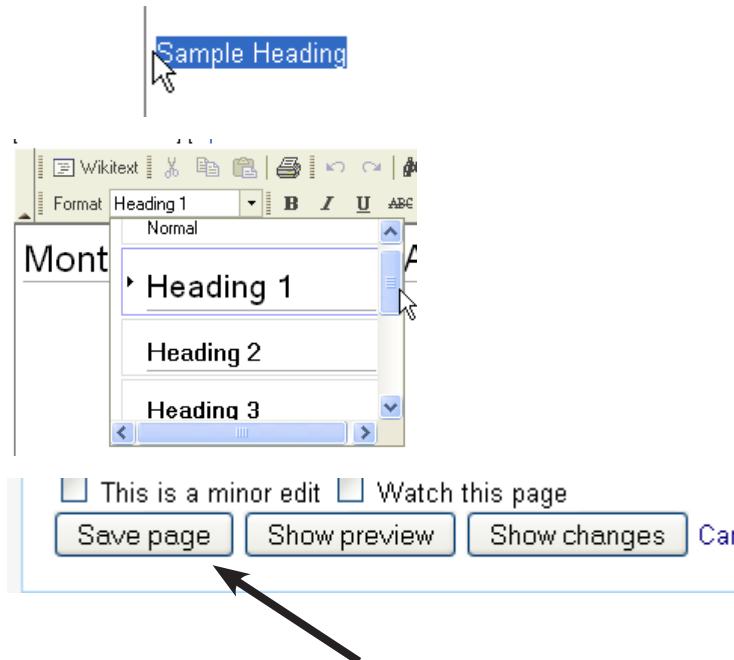 Sample Heading
Wikitext
Format Heading 1 B I U ABC
Normal
Mont
Heading 1
Heading 2
Heading 3
This is a minor edit Watch this page
Save page Show preview Show changes